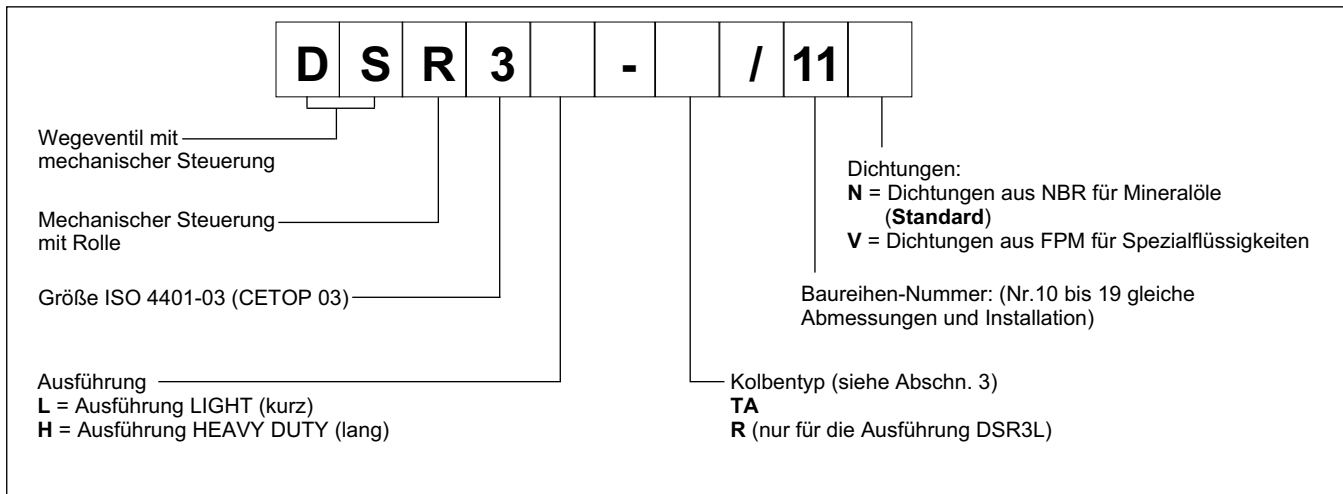 D S R 3 - / 11
Wegeventil mit
mechanischer Steuerung
Mechanischer Steuerung
mit Rolle
Größe ISO 4401-03 (CETOP 03)
Ausführung
L = Ausführung LIGHT (kurz)
H = Ausführung HEAVY DUTY (lang)
Dichtungen:
N = Dichtungen aus NBR für Mineralöle
(Standard)
V = Dichtungen aus FPM für Spezialflüssigkeiten
Baureihen-Nummer: (Nr.10 bis 19 gleiche
Abmessungen und Installation)
Kolbentyp (siehe Abschn. 3)
TA
R (nur für die Ausführung DSR3L)